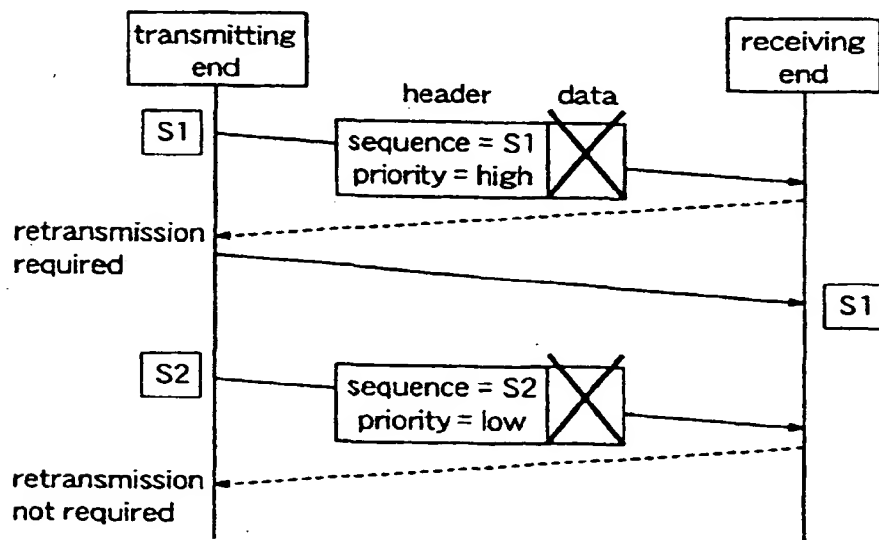 transmitting
end
receiving
end
header
data
S1
sequence = S1
priority = high
retransmission
required
S1
S2
sequence = S2
priority = low
retransmission
not required